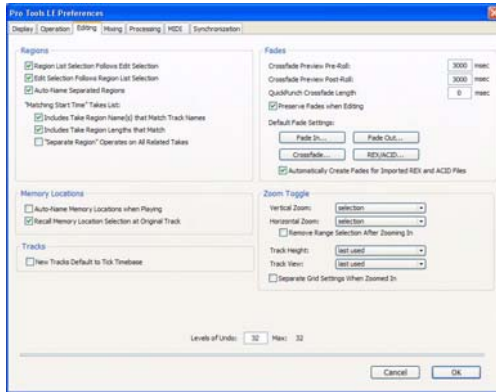 Pro Tools LE Preferences
Display Operation Editing Mixing Processing MIDI Synchronization
Regions
Region List Selection Follows Edit Selection
Edit Selection Follows Region List Selection
Auto-Name Separated Regions
"Matching Start Time" Takes List:
Includes Take Region Name(s) that Match Track Names
Includes Take Region Lengths that Match
"Separate Region" Operates on All Related Takes
Memory Locations
Auto-Name Memory Locations when Playing
Recall Memory Location Selection at Original Track
Tracks
New Tracks Default to Tick Timebase
Fades
Crossfade Preview Pre-Roll: 3000 msec
Crossfade Preview Post-Roll: 3000 msec
QuickPunch Crossfade Length 0 msec
Preserve Fades when Editing
Default Fade Settings:
Fade In... Fade Out...
Crossfade... REX/ACID...
Automatically Create Fades for Imported REX and ACID Files
Zoom Toggle
Vertical Zoom: selection
Horizontal Zoom: selection
Remove Range Selection After Zooming In
Track Height: last used
Track View: last used
Separate Grid Settings When Zoomed In
Levels of Undo: 32 Max: 32
Cancel OK